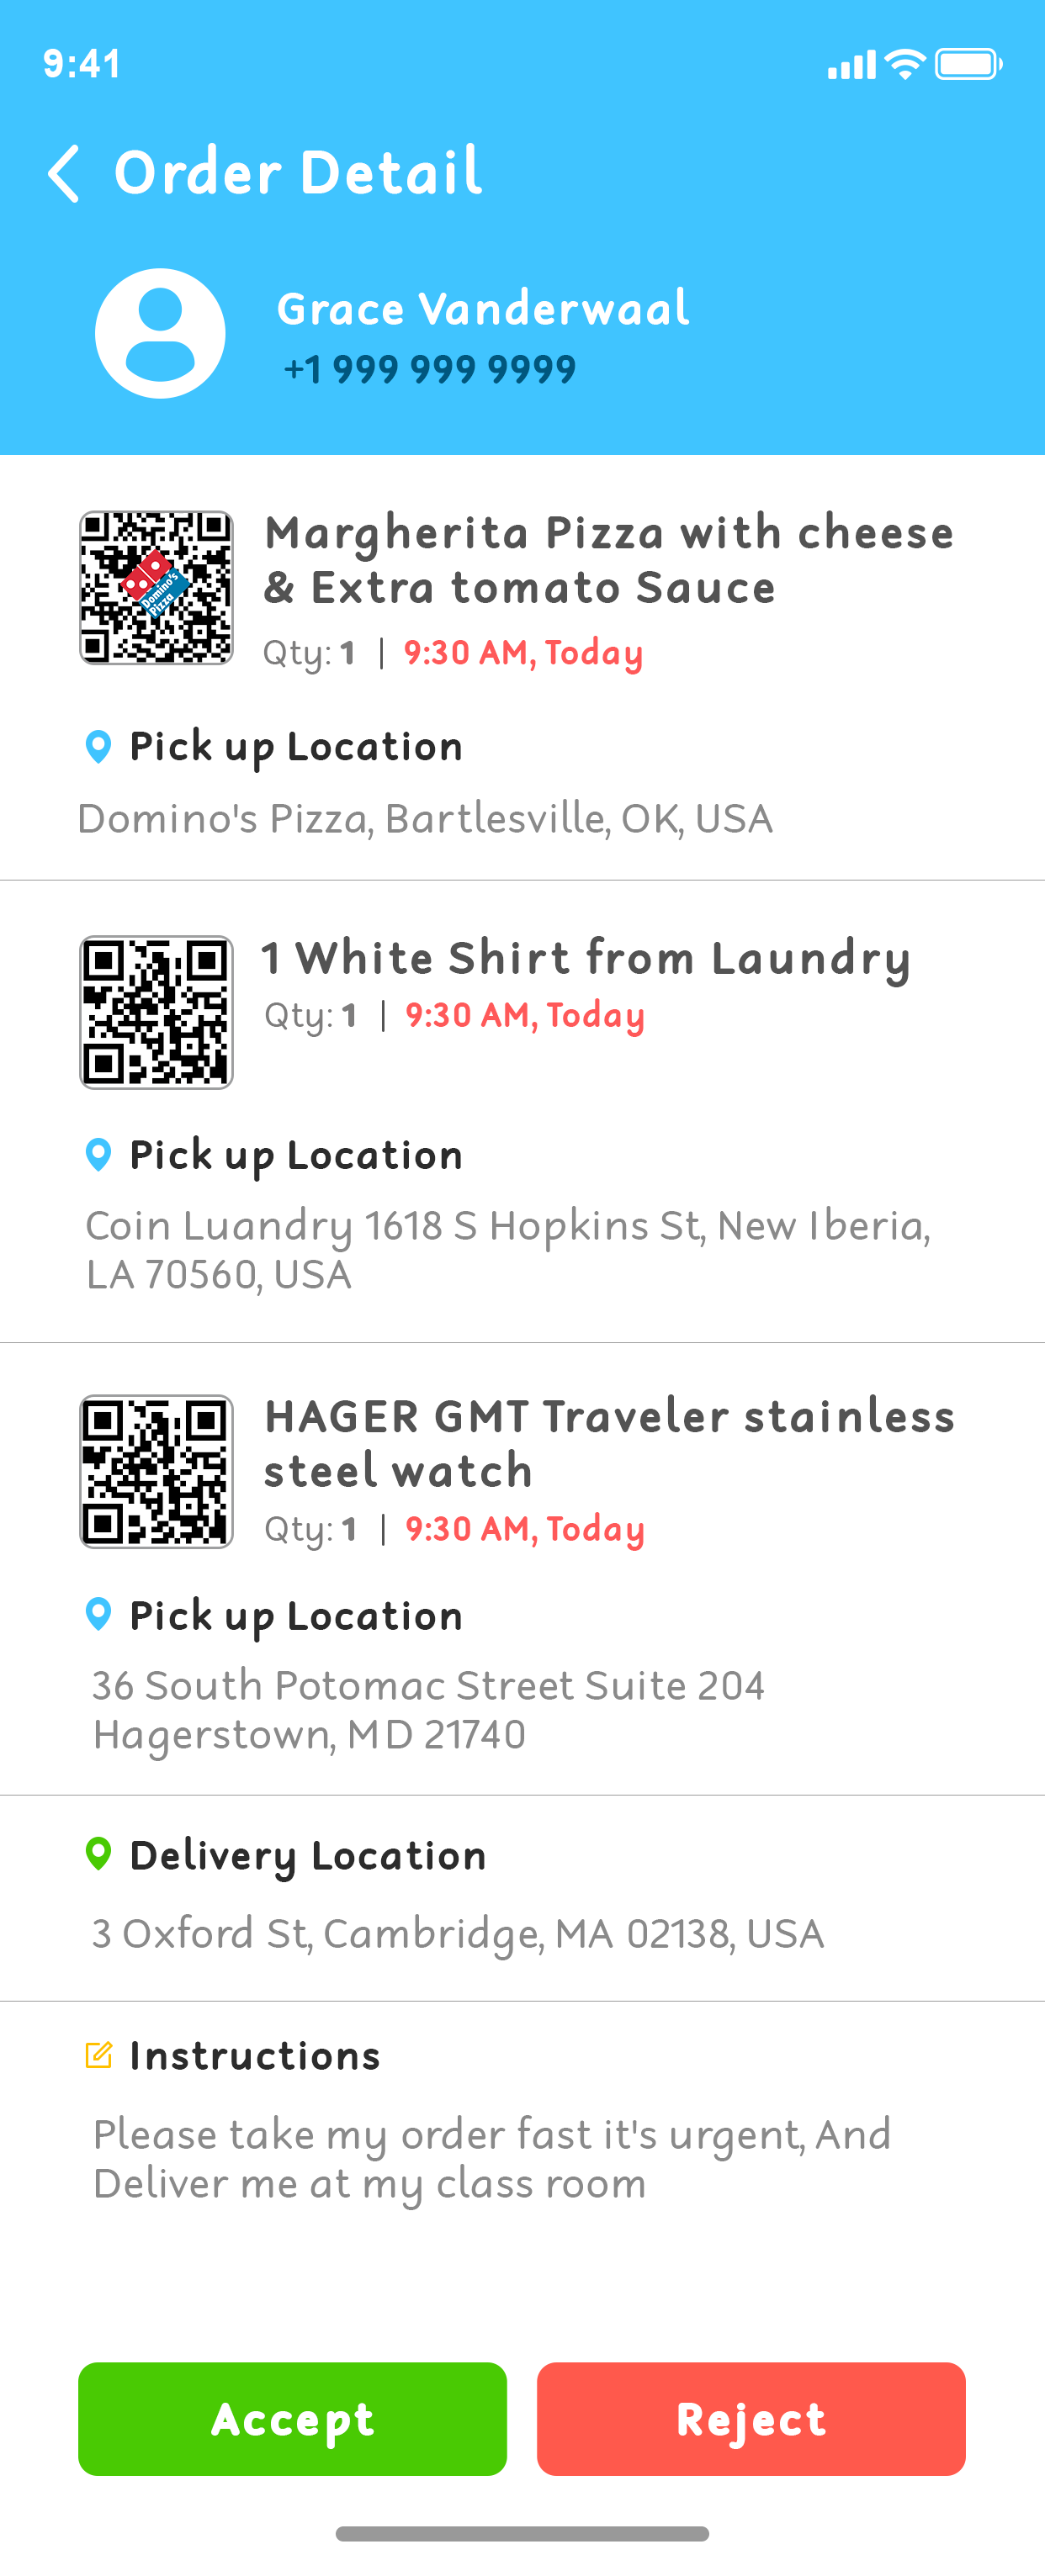 9:41
Order Detail
Grace Vanderwaal
+1 999 999 9999
Domino's
Pizza
Margherita Pizza with cheese
& Extra tomato Sauce
Qty: 1 | 9:30 AM, Today
Pick up Location
Domino's Pizza, Bartlesville, OK, USA
1 White Shirt from Laundry
Qty: 1 | 9:30 AM, Today
Pick up Location
Coin Luandry 1618 S Hopkins St, New Iberia,
LA 70560, USA
HAGER GMT Traveler stainless
steel watch
Qty: 1 | 9:30 AM, Today
Pick up Location
36 South Potomac Street Suite 204
Hagerstown, MD 21740
Delivery Location
3 Oxford St, Cambridge, MA 02138, USA
Instructions
Please take my order fast it's urgent, And
Deliver me at my class room
Accept
Reject